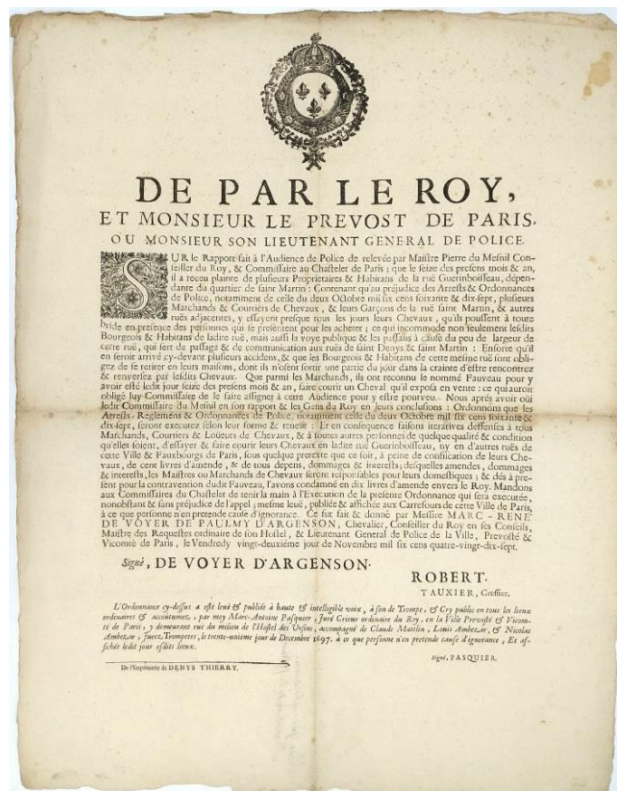 DE PAR LE ROY,
ET MONSIEUR LE PREVOST DE PARIS.
OU MONSIEUR SON LIEUTENANT GENERAL DE POLICE.
SUR le Rapport fait à l'Audience de Police de relevée par Maistre Pierre du Mesnil Con-
seiller du Roy, & Commissaire au Chastelet de Paris ; que le seize des presens mois & an,
il a receu plainte de plusieurs Proprietaires & Habitans de la ruë Guerinboisseau, dépen-
dante du quartier de saint Martin : Contenant qu'au préjudice des Arrests & Ordonnances
de Police, notamment de celle du deux Octobre mil six cens soixante & dix-sept, plusieurs
Marchands & Couriers de Chevaux, & leurs Garçons de la ruë saint Martin, & autres
ruës adjacentes, y essayent presque tous les jours leurs Chevaux, qu'ils poussent à toute
bride en presence des personnes qui se presentent pour les acheter ; ce qui incommode non seulement lesdits
Bourgeois & Habitans de ladite ruë, mais aussi la voye publique & les passans à cause du peu de largeur de
cette ruë, qui sert de passage & de communication aux ruës de saint Denys & saint Martin : Ensorte qu'il
en seroit arrivé cy-devant plusieurs accidens, & que les Bourgeois & Habitans de cette mesme ruë sont obli-
gez de se retirer en leurs maisons, dont ils n'osent sortir une partie du jour dans la crainte d'estre rencontrez
& renversez par lesdits Chevaux. Que parmi les Marchands, ils ont reconnu le nommé Fauveau pour y
avoir esté ledit jour seize des presens mois & an, faire courir un Cheval qu'il exposa en vente : ce qui auroit
obligé luy Commissaire de le faire assigner à cette Audience pour y estre pourveu. Nous après avoir oüi
ledit Commissaire du Mesnil en son rapport & les Gens du Roy en leurs conclusions : Ordonnons que les
Arrests, Reglemens & Ordonnances de Police, notamment celle du deux Octobre mil six cens soixante &
dix-sept, seront executez selon leur forme & teneur : Et en consequence faisons iteratives deffenses à tous
Marchands, Courtiers & Loüeurs de Chevaux, & à toutes autres personnes de quelque qualité & condition
qu'elles soient, d'essayer & faire courir leurs Chevaux en ladite ruë Guerinboisseau, ny en d'autres ruës de
cette Ville & Fauxbourgs de Paris, sous quelque pretexte que ce soit, à peine de confiscation de leurs Che-
vaux, de cent livres d'amende, & de tous depens, dommages & interests ; desquelles amendes, dommages
& interests, les Maistres ou Marchands de Chevaux seront responsables pour leurs domestiques ; & dés à pre-
sent pour la contravention dudit Fauveau, l'avons condamné en dix livres d'amende envers le Roy. Mandons
aux Commissaires du Chastelet de tenir la main à l'Execution de la presente Ordonnance qui sera executée,
nonobstant & sans préjudice de l'appel ; mesme leuë, publiée & affichée aux Carrefours de cette Ville de Paris,
à ce que personne n'en pretende cause d'ignorance. Ce fut fait & donné par Messire MARC - RENÉ
DE VOYER DE PAULMY D'ARGENSON, Chevalier, Conseiller du Roy en ses Conseils,
Maistre des Requestes ordinaire de son Hostel, & Lieutenant General de Police de la Ville, Prevosté &
Vicomté de Paris, le Vendredy vingt-deuxième jour de Novembre mil six cens quatre-vingt-dix-sept.
Signé, DE VOYER D'ARGENSON.
ROBERT.
TAUXIER, Greffier.
L'Ordonnance cy-dessus a esté leuë & publiée à haute & intelligible voix, à son de Trompe, & Cry public en tous les lieux
ordinaires & accoutumez, par moy Marc-Antoine Pasquier, Juré Crieur ordinaire du Roy, en la Ville Prevosté & Vicom-
té de Paris, y demeurant ruë du milieu de l'Hostel des Ursins, accompagné de Claude Loüis Ambezar, & Nicolas
Ambezar, Jurez Trompetes, le trente-unième jour de Decembre 1697. à ce que personne n'en pretende cause d'ignorance, Et af-
fichée ledit jour esdits lieux.
Signé, PASQUIER.
De l'Imprimerie de DENYS THIERRY.